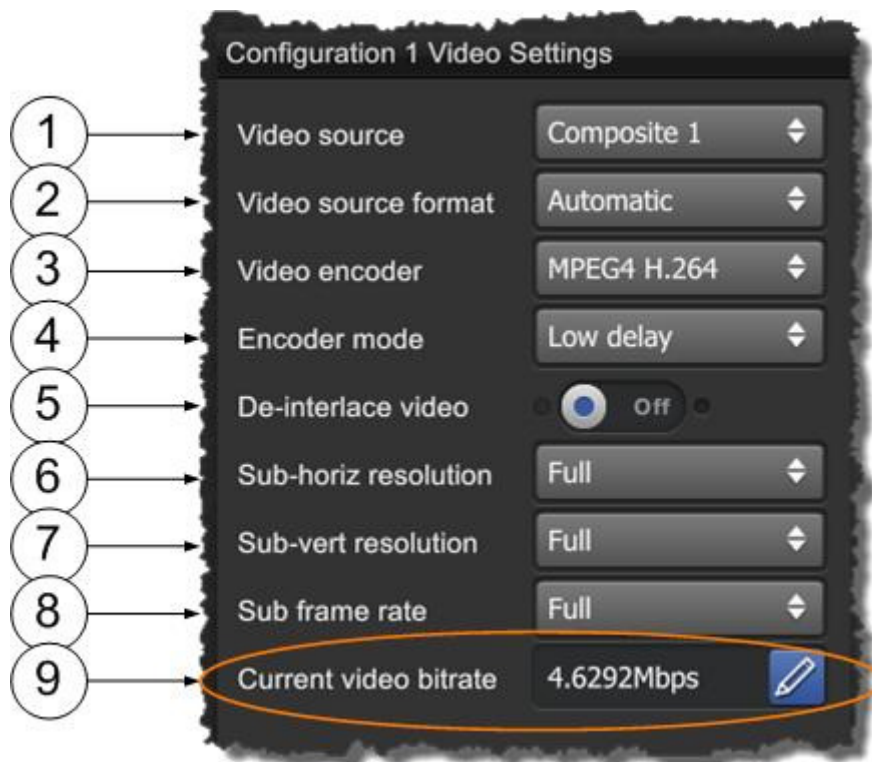 Configuration 1 Video Settings
1 Video source Composite 1
2 Video source format Automatic
3 Video encoder MPEG4 H.264
4 Encoder mode Low delay
5 De-interlace video Off
6 Sub-horiz resolution Full
7 Sub-vert resolution Full
8 Sub frame rate Full
9 Current video bitrate 4.6292Mbps